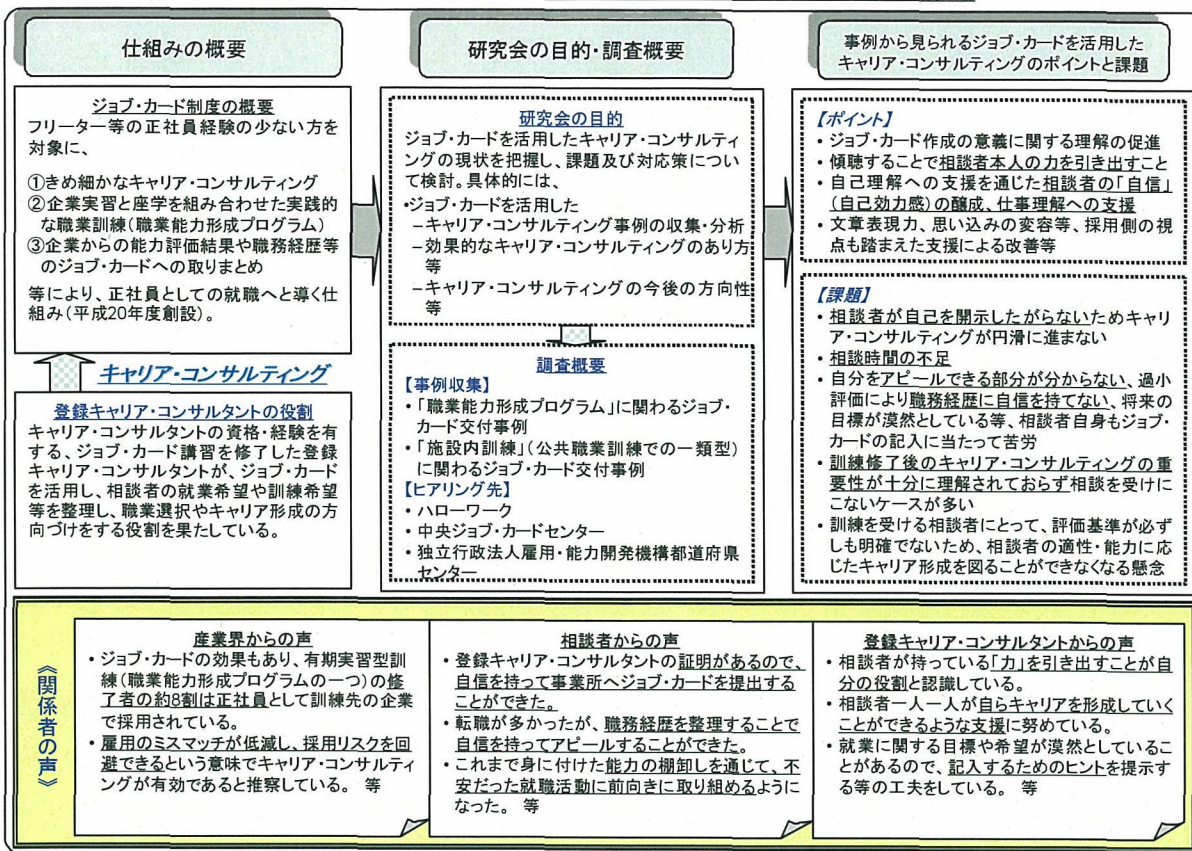 仕組みの概要
ジョブ・カード制度の概要
フリーター等の正社員経験の少ない方を
対象に、
①きめ細かなキャリア・コンサルティング
②企業実習と座学を組み合わせた実践的
な職業訓練(職業能力形成プログラム)
③企業からの能力評価結果や職務経歴等
のジョブ・カードへの取りまとめ
等により、正社員としての就職へと導く仕
組み(平成20年度創設)。
キャリア・コンサルティング
登録キャリア・コンサルタントの役割
キャリア・コンサルタントの資格・経験を有
する、ジョブ・カード講習を修了した登録
キャリア・コンサルタントが、ジョブ・カード
を活用し、相談者の就業希望や訓練希望
等を整理し、職業選択やキャリア形成の方
向づけをする役割を果たしている。
研究会の目的・調査概要
研究会の目的
ジョブ・カードを活用したキャリア・コンサルティ
ングの現状を把握し、課題及び対応策につい
て検討。具体的には、
・ジョブ・カードを活用した
–キャリア・コンサルティング事例の収集・分析
–効果的なキャリア・コンサルティングのあり方
等
–キャリア・コンサルティングの今後の方向性
等
調査概要
【事例収集】
・「職業能力形成プログラム」に関わるジョブ・
カード交付事例
・「施設内訓練」(公共職業訓練での一類型)
に関わるジョブ・カード交付事例
【ヒアリング先】
・ハローワーク
・中央ジョブ・カードセンター
・独立行政法人雇用・能力開発機構都道府県
センター
事例から見られるジョブ・カードを活用した
キャリア・コンサルティングのポイントと課題
【ポイント】
・ジョブ・カード作成の意義に関する理解の促進
・傾聴することで相談者本人の力を引き出すこと
・自己理解への支援を通じた相談者の「自信」
(自己効力感)の醸成、仕事理解への支援
・文章表現力、思い込みの変容等、採用側の視
点も踏まえた支援による改善等
【課題】
・相談者が自己を開示したがらないためキャリ
ア・コンサルティングが円滑に進まない
・相談時間の不足
・自分をアピールできる部分が分からない、過小
評価により職務経歴に自信を持てない、将来の
目標が漠然としている等、相談者自身もジョブ・
カードの記入に当たって苦労
・訓練修了後のキャリア・コンサルティングの重
要性が十分に理解されておらず相談を受けに
こないケースが多い
・訓練を受ける相談者にとって、評価基準が必ず
しも明確でないため、相談者の適性・能力に応
じたキャリア形成を図ることができなくなる懸念
《関係者の声》
産業界からの声
・ジョブ・カードの効果もあり、有期実習型訓
練(職業能力形成プログラムの一つ)の修
了者の約8割は正社員として訓練先の企業
で採用されている。
・雇用のミスマッチが低減し、採用リスクを回
避できるという意味でキャリア・コンサルティ
ングが有効であると推察している。 等
相談者からの声
・登録キャリア・コンサルタントの証明があるので、
自信を持って事業所へジョブ・カードを提出する
ことができた。
・転職が多かったが、職務経歴を整理することで
自信を持ってアピールすることができた。
・これまで身に付けた能力の棚卸しを通じて、不
安だった就職活動に前向きに取り組めるように
なった。 等
登録キャリア・コンサルタントからの声
・相談者が持っている「力」を引き出すことが自
分の役割と認識している。
・相談者一人一人が自らキャリアを形成していく
ことができるような支援に努めている。
・就業に関する目標や希望が漠然としているこ
とがあるので、記入するためのヒントを提示す
る等の工夫をしている。 等